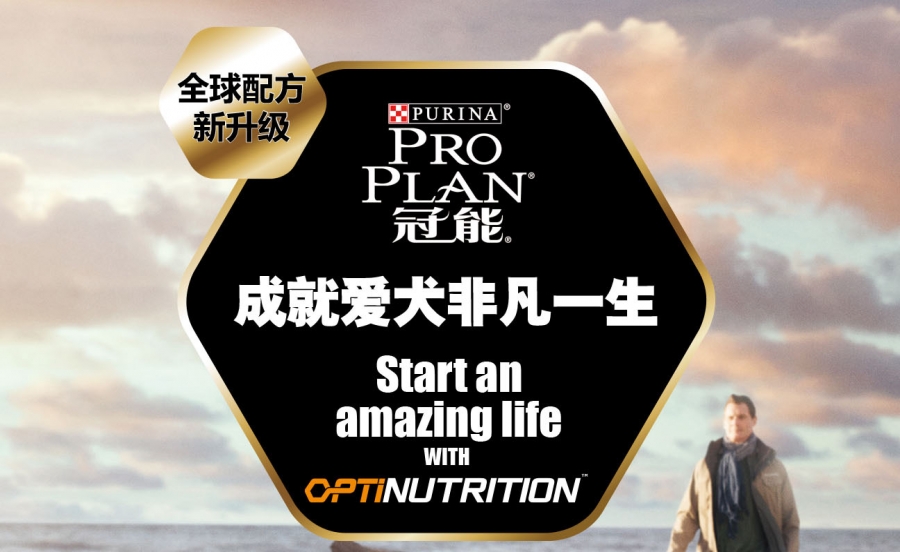 全球配方
新升级
PURINA®
PRO
PLAN®
冠能®
成就爱犬非凡一生
Start an
amazing life
WITH
OPTiNUTRITION™